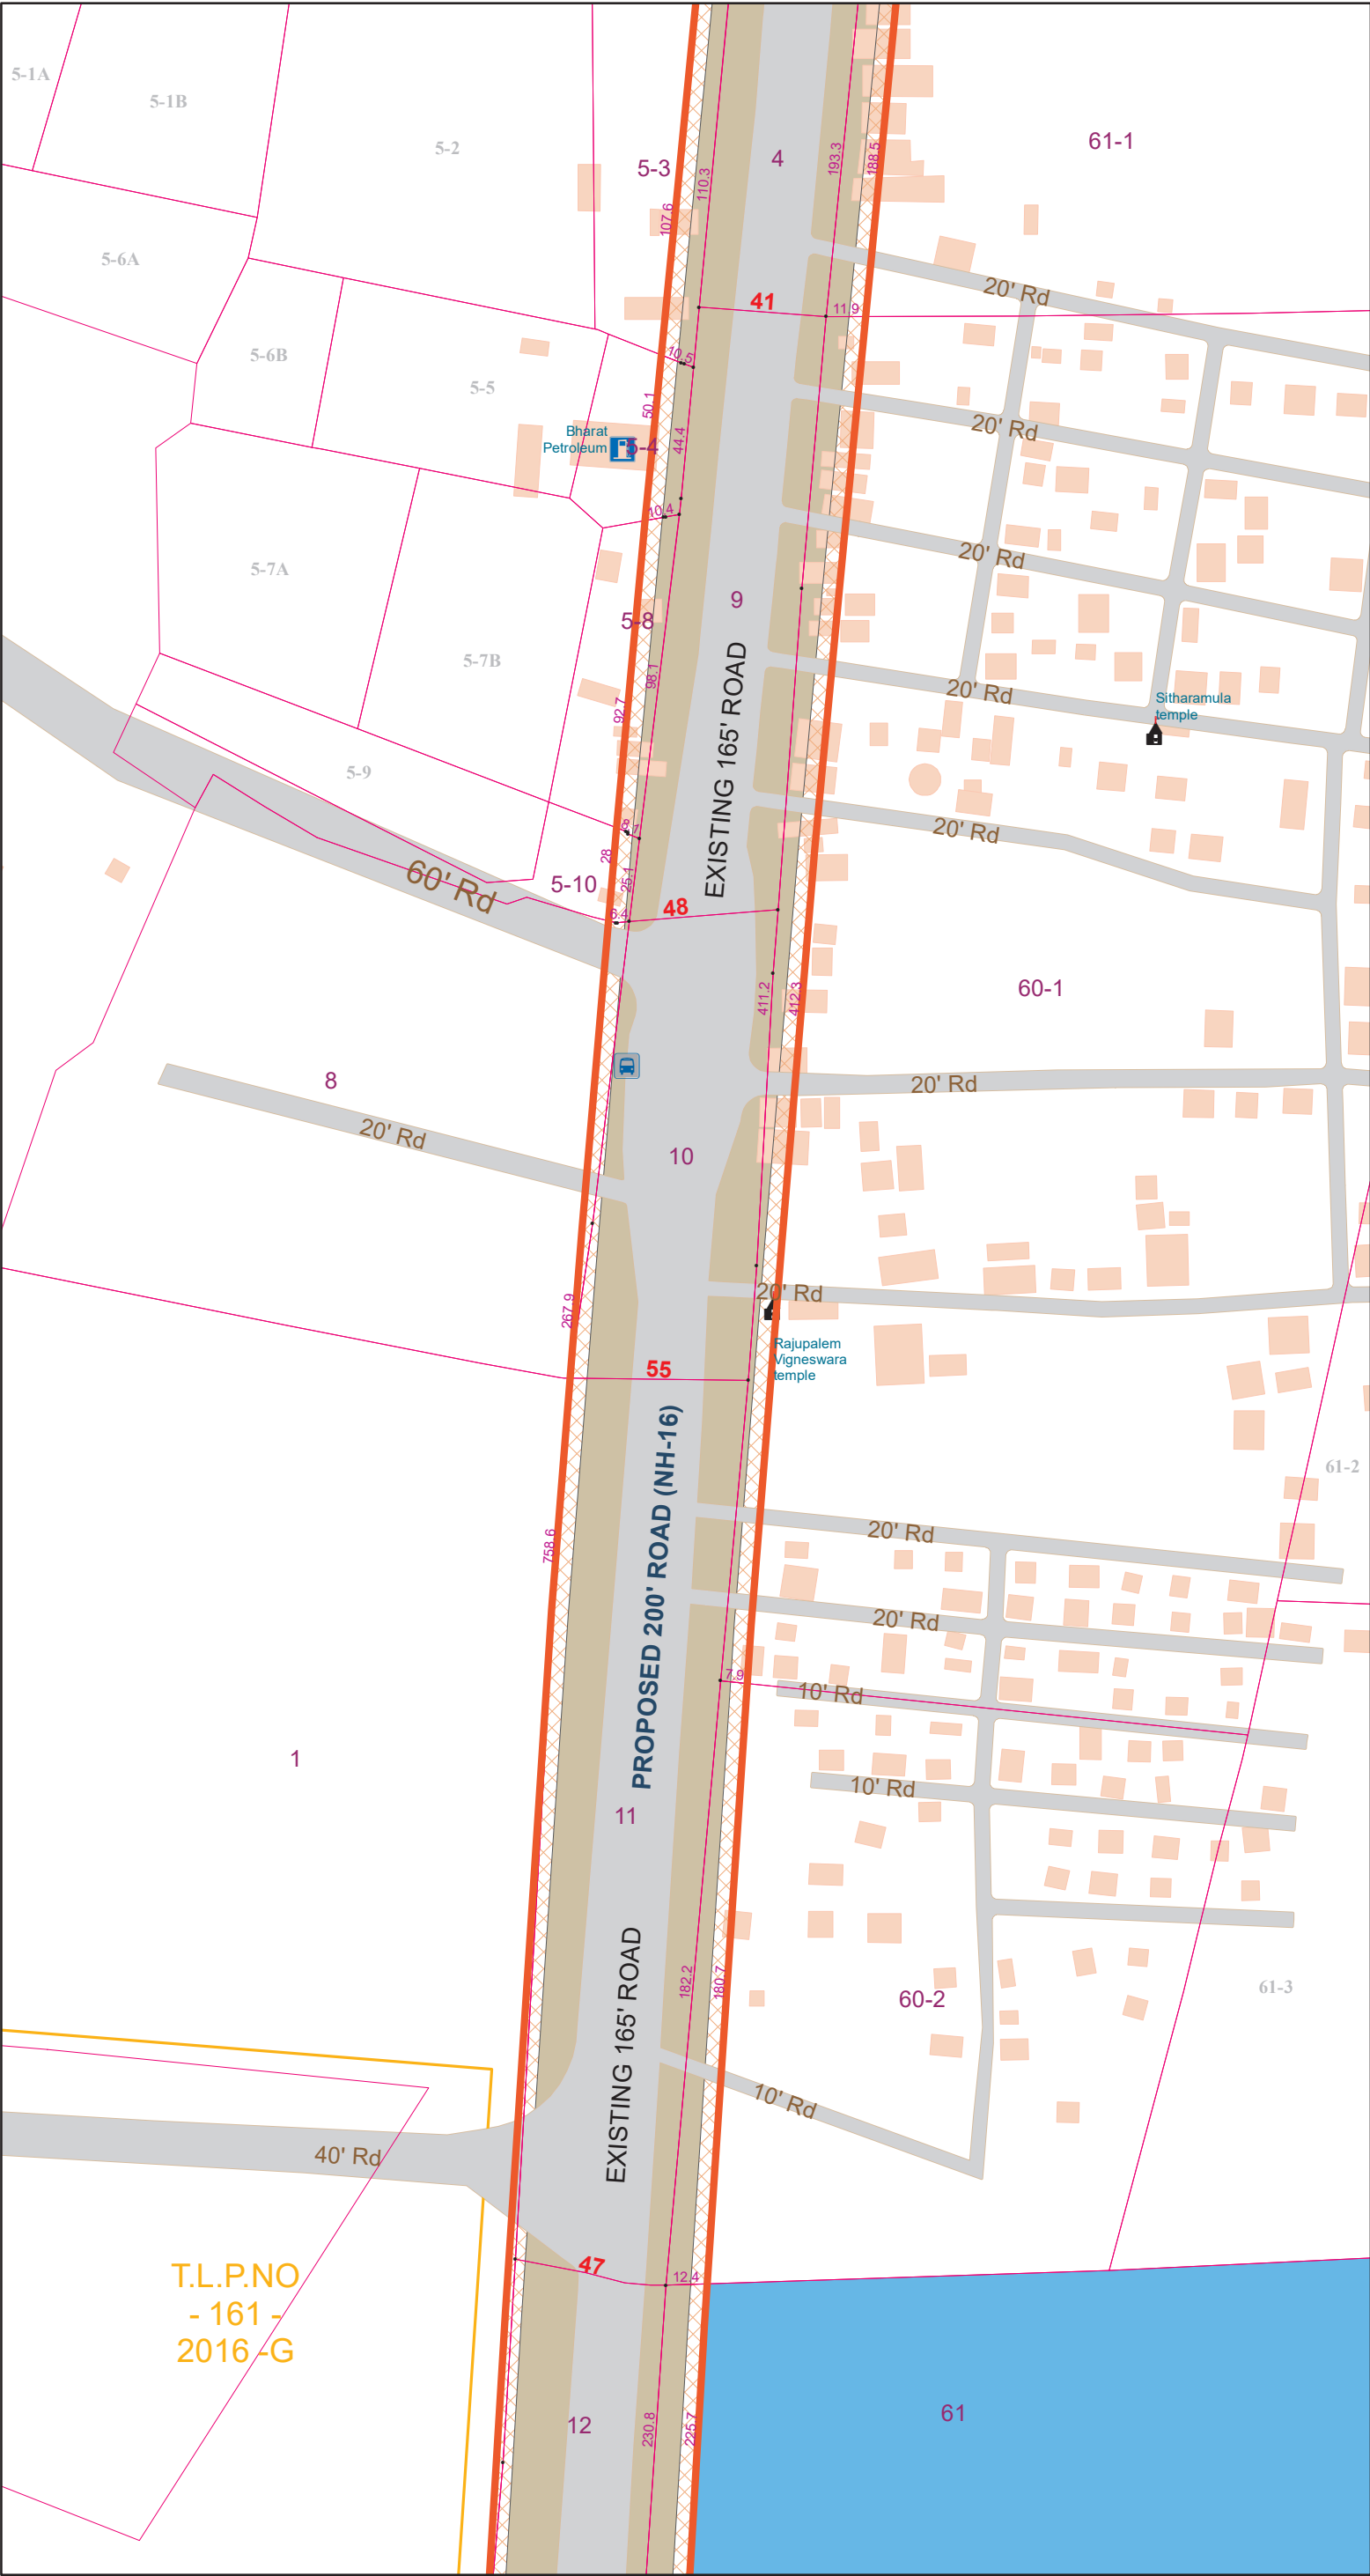 5-1A
5-1B
5-2
5-3
4
61-1
110.3
193.3
188.5
107.6
5-6A
20' Rd
41
11.9
5-6B
5-5
10.5
50.1
44.4
20' Rd
Bharat
Petroleum
5-4
10.4
20' Rd
5-7A
9
5-8
5-7B
98.1
92.7
EXISTING 165' ROAD
20' Rd
Sitharamula
temple
5-9
20' Rd
28
25.1
5-10
60' Rd
6.4
48
411.2
412.3
60-1
8
20' Rd
20' Rd
10
267.9
20' Rd
Rajupalem
Vigneswara
temple
55
61-2
PROPOSED 200' ROAD (NH-16)
758.6
20' Rd
20' Rd
7.9
10' Rd
1
10' Rd
11
EXISTING 165' ROAD
182.2
180.7
60-2
61-3
10' Rd
40' Rd
47
12.4
T.L.P.NO
- 161 -
2016 -G
12
230.8
225.7
61